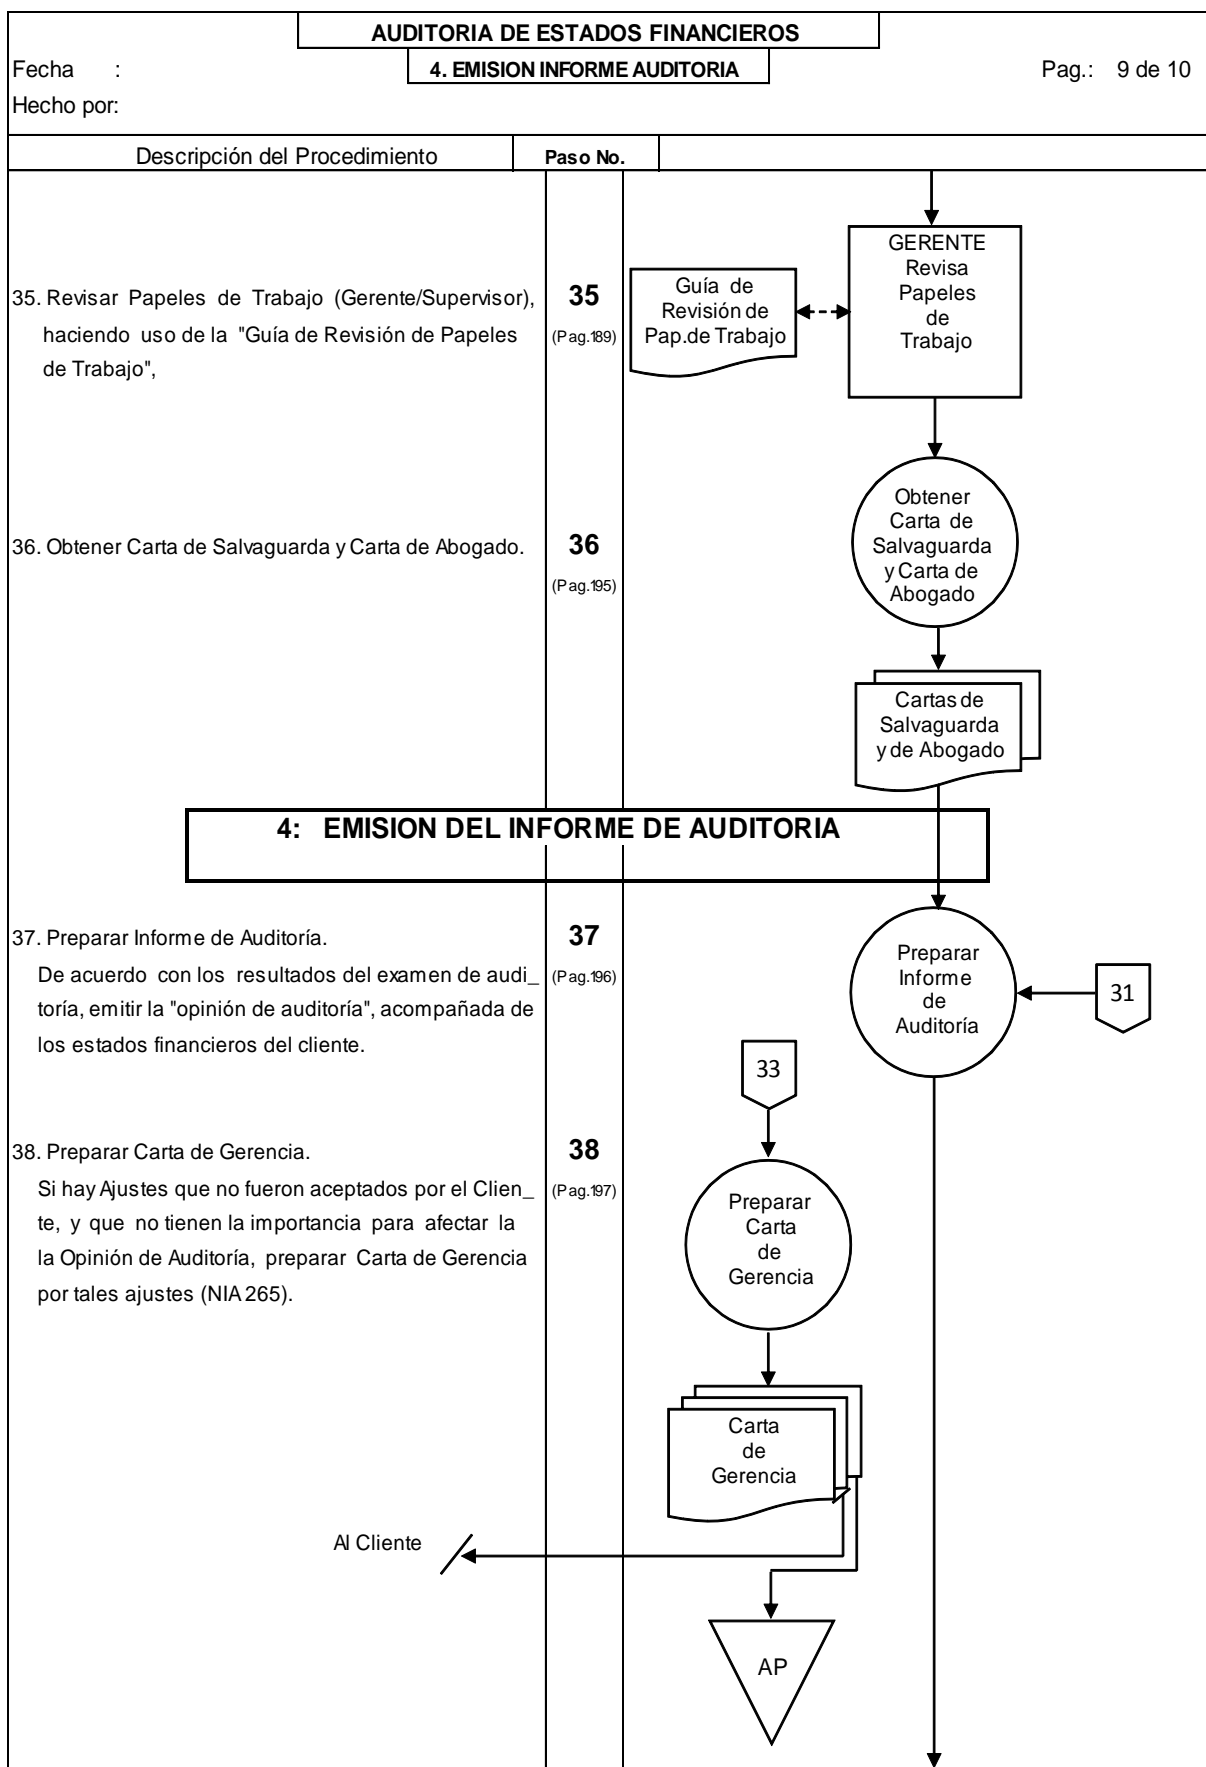 AUDITORIA DE ESTADOS FINANCIEROS
Fecha :
4. EMISION INFORME AUDITORIA
Pag.: 9 de 10
Hecho por:
Descripción del Procedimiento
Paso No.
35. Revisar Papeles de Trabajo (Gerente/Supervisor),
haciendo uso de la "Guía de Revisión de Papeles
de Trabajo",
35
(Pag.189)
Guía de
Revisión de
Pap.de Trabajo
GERENTE
Revisa
Papeles
de
Trabajo
36. Obtener Carta de Salvaguarda y Carta de Abogado.
36
(Pag.195)
Obtener
Carta de
Salvaguarda
y Carta de
Abogado
Cartas de
Salvaguarda
y de Abogado
4: EMISION DEL INFORME DE AUDITORIA
37. Preparar Informe de Auditoría.
De acuerdo con los resultados del examen de audi_
toría, emitir la "opinión de auditoría", acompañada de
los estados financieros del cliente.
37
(Pag.196)
Preparar
Informe
de
Auditoría
31
33
38. Preparar Carta de Gerencia.
Si hay Ajustes que no fueron aceptados por el Clien_
te, y que no tienen la importancia para afectar la
la Opinión de Auditoría, preparar Carta de Gerencia
por tales ajustes (NIA 265).
38
(Pag.197)
Preparar
Carta
de
Gerencia
Carta
de
Gerencia
Al Cliente
AP